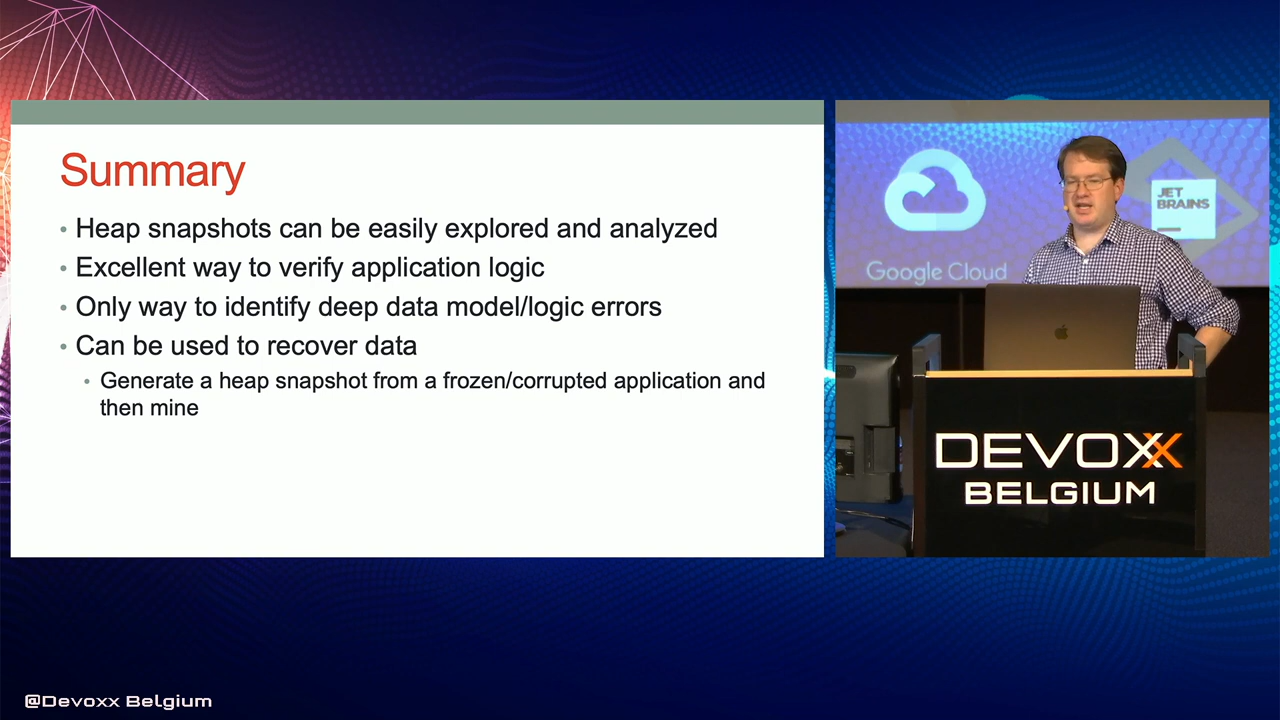 Summary
• Heap snapshots can be easily explored and analyzed
• Excellent way to verify application logic
• Only way to identify deep data model/logic errors
• Can be used to recover data
• Generate a heap snapshot from a frozen/corrupted application and
then mine
Google Cloud
JET
BRAINS
DEVOXX
BELGIUM
@Devoxx Belgium